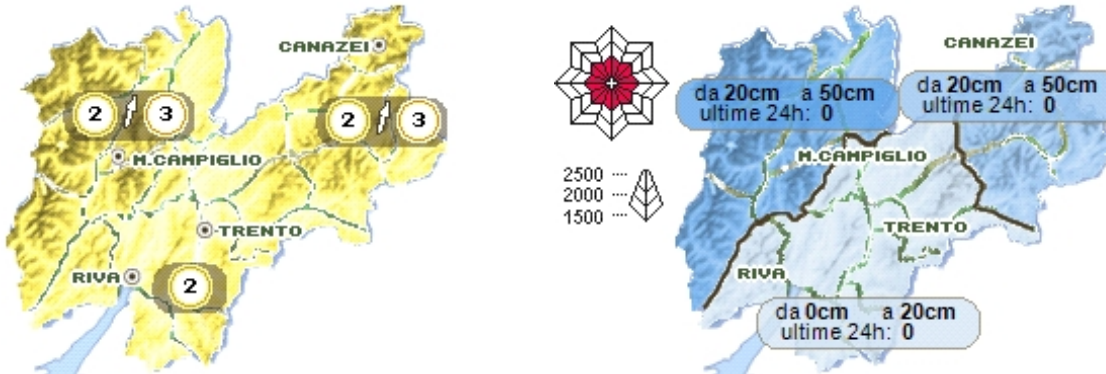 CANAZEI
2 3
2 3
M.CAMPIGLIO
TRENTO
RIVA
2
CANAZEI
da 20cm a 50cm
ultime 24h: 0
da 20cm a 50cm
ultime 24h: 0
M.CAMPIGLIO
2500
2000
1500
TRENTO
RIVA
da 0cm a 20cm
ultime 24h: 0